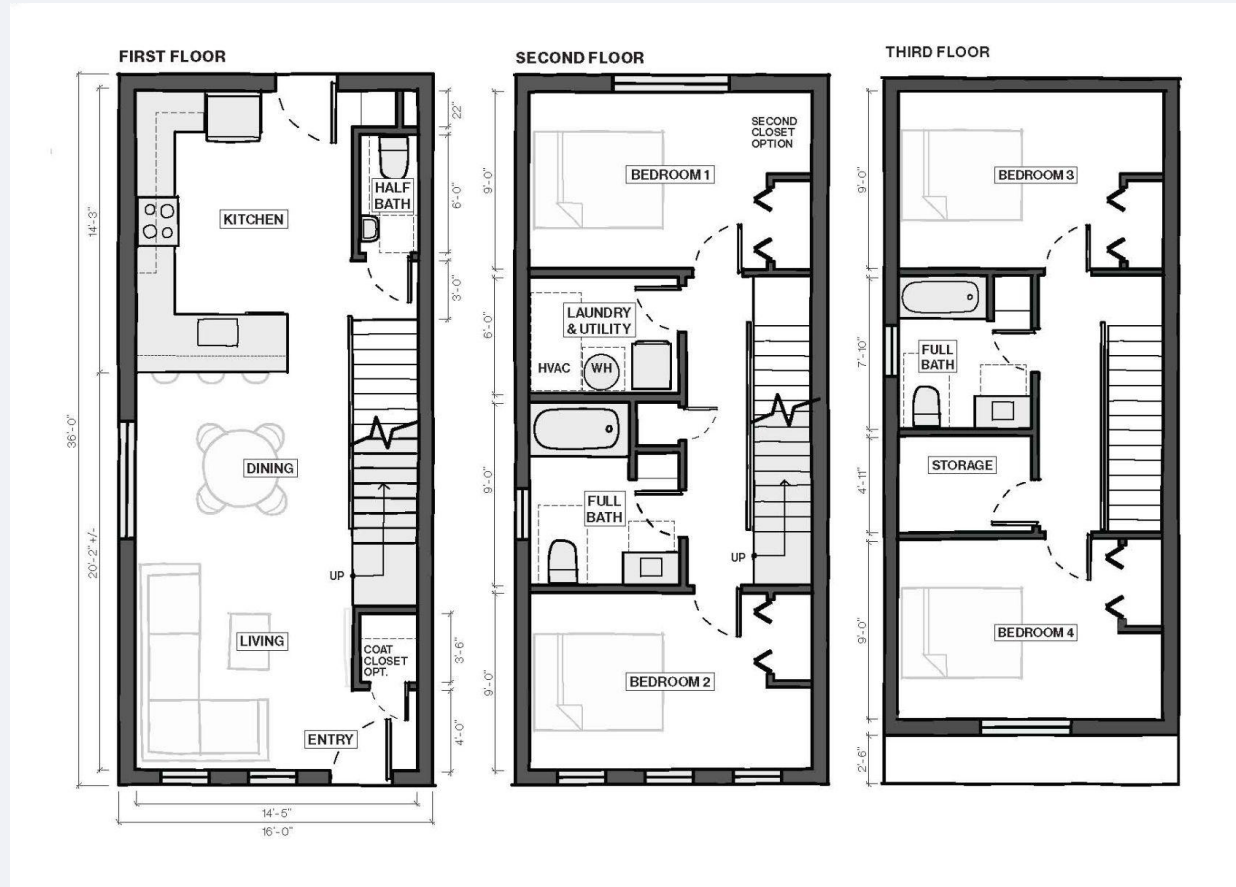 FIRST FLOOR
22"
HALF
BATH
6'-0"
KITCHEN
14'-3"
3'-0"
36'-0"
DINING
20'-2" +/-
UP
LIVING
COAT
CLOSET
OPT.
3'-6"
ENTRY
4'-0"
14'-5"
16'-0"
SECOND FLOOR
SECOND
CLOSET
OPTION
9'-0"
BEDROOM 1
6'-0"
LAUNDRY
& UTILITY
HVAC
WH
9'-0"
FULL
BATH
UP
9'-0"
BEDROOM 2
THIRD FLOOR
9'-0"
BEDROOM 3
7'-10"
FULL
BATH
4'-11"
STORAGE
9'-0"
BEDROOM 4
2'-6"